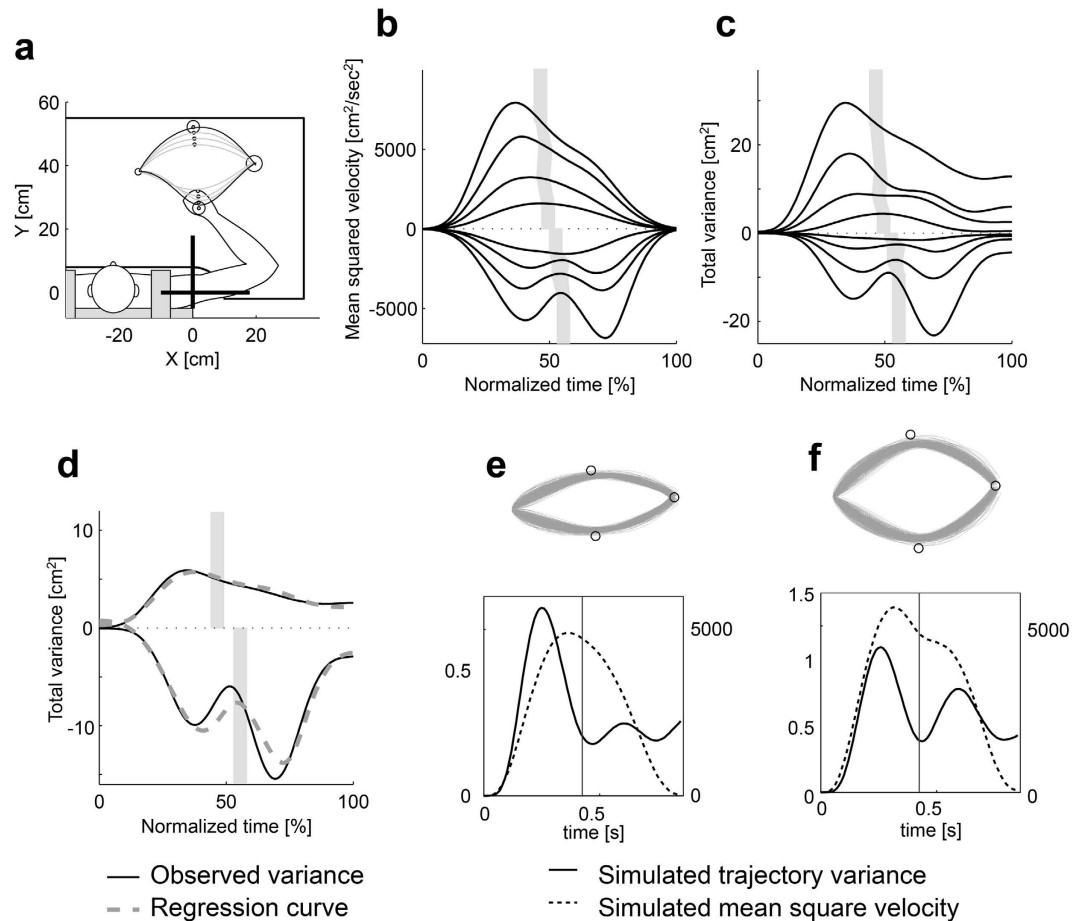 a
Y [cm]
60
40
20
0
-20
0
20
X [cm]
b
Mean squared velocity [cm²/sec²]
5000
0
-5000
0
50
100
Normalized time [%]
c
Total variance [cm²]
20
0
-20
0
50
100
Normalized time [%]
d
Total variance [cm²]
10
0
-10
0
50
100
Normalized time [%]
e
0.5
0
5000
0
0
0.5
time [s]
f
1.5
1
0.5
0
5000
0
0
0.5
time [s]
Observed variance
Regression curve
Simulated trajectory variance
Simulated mean square velocity